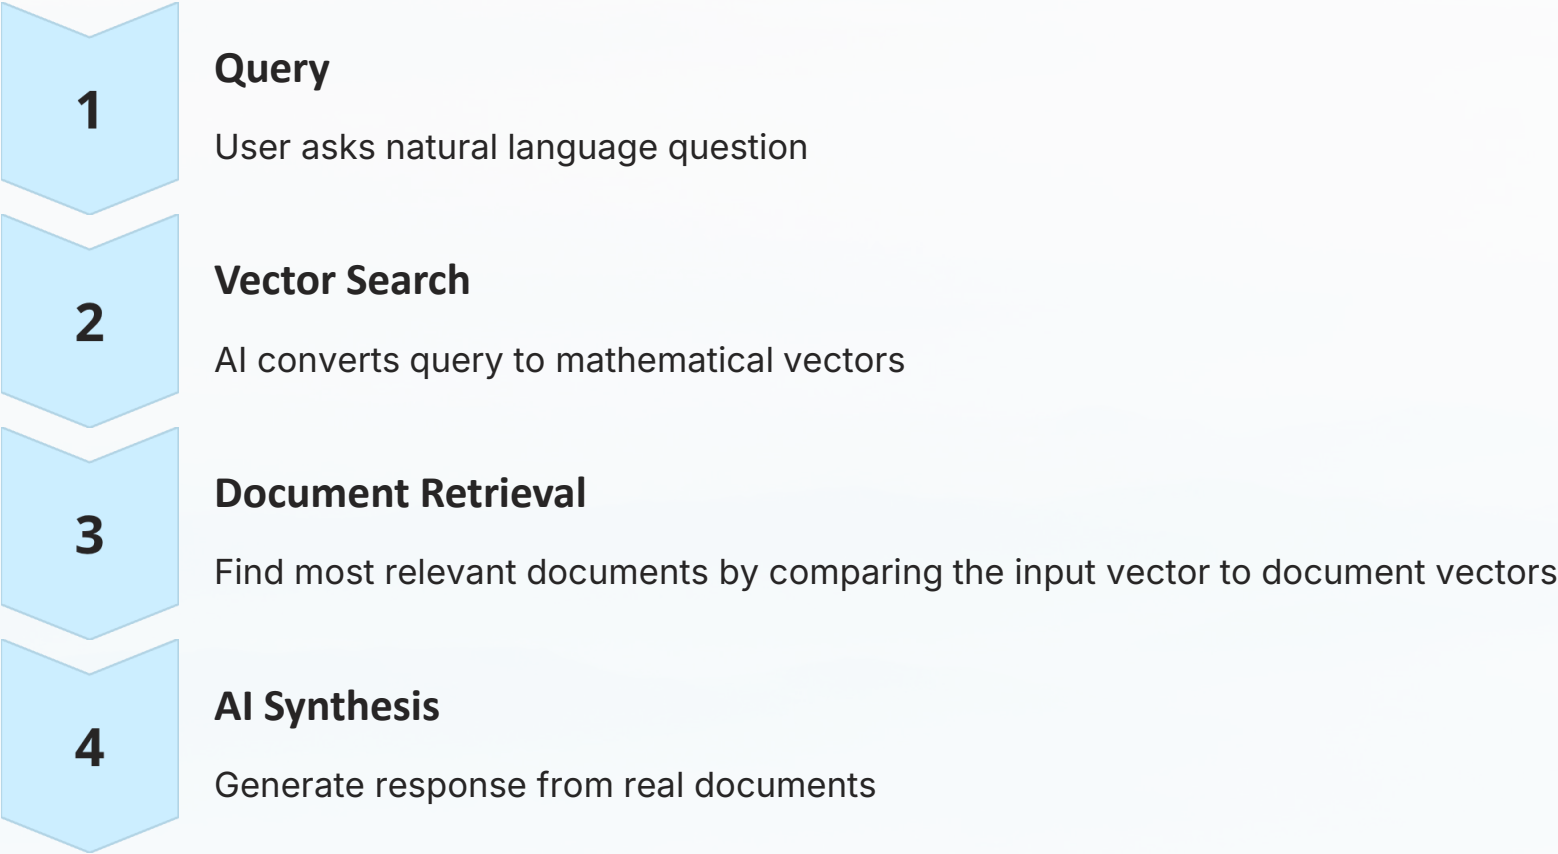 1
Query
User asks natural language question
2
Vector Search
AI converts query to mathematical vectors
3
Document Retrieval
Find most relevant documents by comparing the input vector to document vectors
4
AI Synthesis
Generate response from real documents